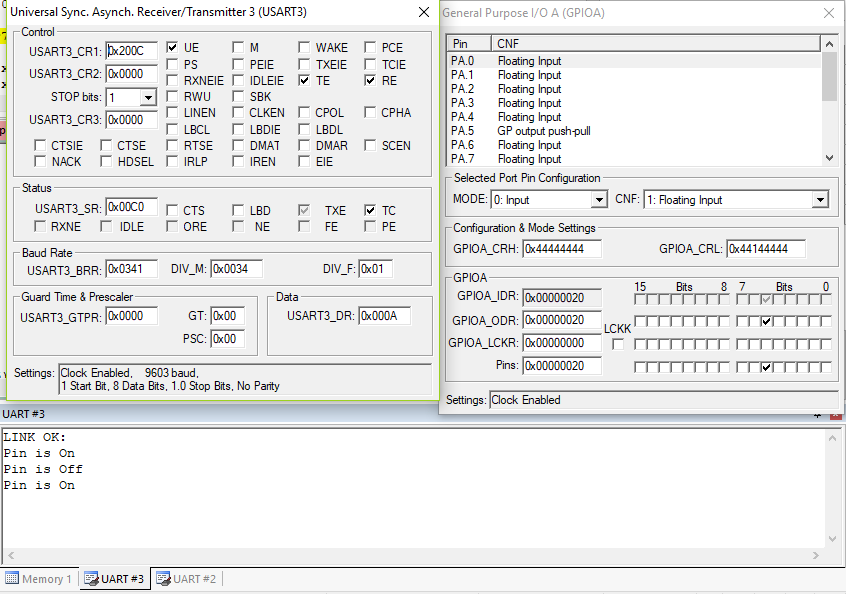 Universal Sync. Asynch. Receiver/Transmitter 3 (USART3)
Control
USART3_CR1: 0x200C UE M WAKE PCE
PS PEIE TXEIE TCIE
USART3_CR2: 0x0000 RXNEIE IDLEIE TE RE
STOP bits: 1 RWU SBK
USART3_CR3: 0x0000 LINEN CLKEN CPOL CPHA
LBCL LBDIE LBDL
CTSIE CTSE RTSE DMAT DMAR SCEN
NACK HDSEL IRLP IREN EIE
Status
USART3_SR: 0x00C0 CTS LBD TXE TC
RXNE IDLE ORE NE FE PE
Baud Rate
USART3_BRR: 0x0341 DIV_M: 0x0034 DIV_F: 0x01
Guard Time & Prescaler
USART3_GTPR: 0x0000 GT: 0x00
PSC: 0x00
Data
USART3_DR: 0x000A
Settings: Clock Enabled, 9603 baud,
1 Start Bit, 8 Data Bits, 1.0 Stop Bits, No Parity
General Purpose I/O A (GPIOA)
Pin CNF
PA.0 Floating Input
PA.1 Floating Input
PA.2 Floating Input
PA.3 Floating Input
PA.4 Floating Input
PA.5 GP output push-pull
PA.6 Floating Input
PA.7 Floating Input
Selected Port Pin Configuration
MODE: 0: Input CNF: 1: Floating Input
Configuration & Mode Settings
GPIOA_CRH: 0x44444444 GPIOA_CRL: 0x44144444
GPIOA
15 Bits 8 7 Bits 0
GPIOA_IDR: 0x00000020
GPIOA_ODR: 0x00000020
LCKK
GPIOA_LCKR: 0x00000000
Pins: 0x00000020
Settings: Clock Enabled
UART #3
LINK OK:
Pin is On
Pin is Off
Pin is On
Memory 1 UART #3 UART #2